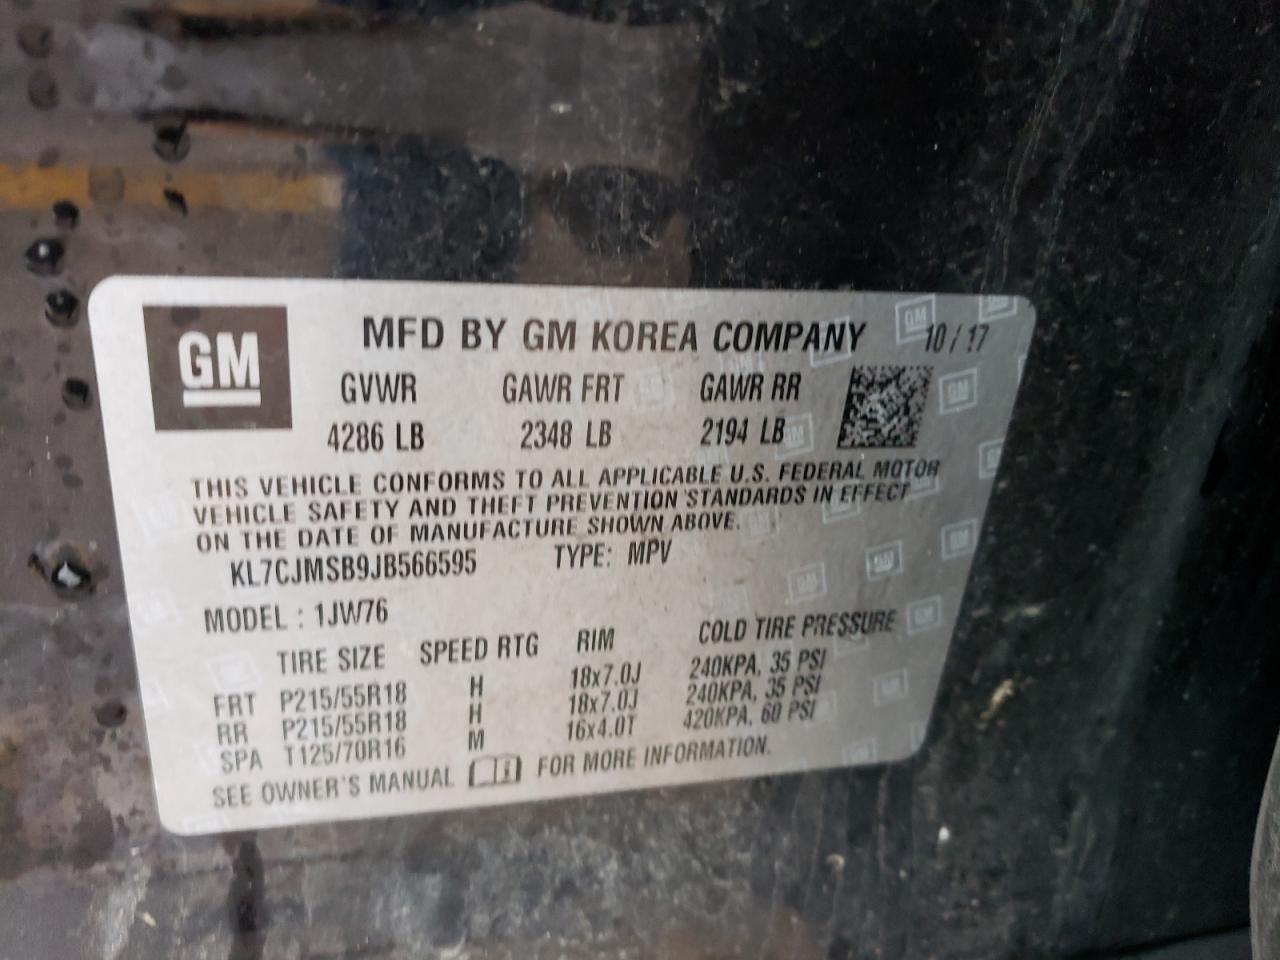 GM
MFD BY GM KOREA COMPANY 10/17
GVWR GAWR FRT GAWR RR
4286 LB 2348 LB 2194 LB
THIS VEHICLE CONFORMS TO ALL APPLICABLE U.S. FEDERAL MOTOR
VEHICLE SAFETY AND THEFT PREVENTION STANDARDS IN EFFECT
ON THE DATE OF MANUFACTURE SHOWN ABOVE.
KL7CJMSB9JB566595 TYPE: MPV
MODEL : 1JW76
TIRE SIZE SPEED RTG RIM COLD TIRE PRESSURE
FRT P215/55R18 H 18x7.0J 240KPA, 35 PSI
RR P215/55R18 H 18x7.0J 240KPA, 35 PSI
SPA T125/70R16 M 16x4.0T 420KPA, 60 PSI
SEE OWNER'S MANUAL FOR MORE INFORMATION.